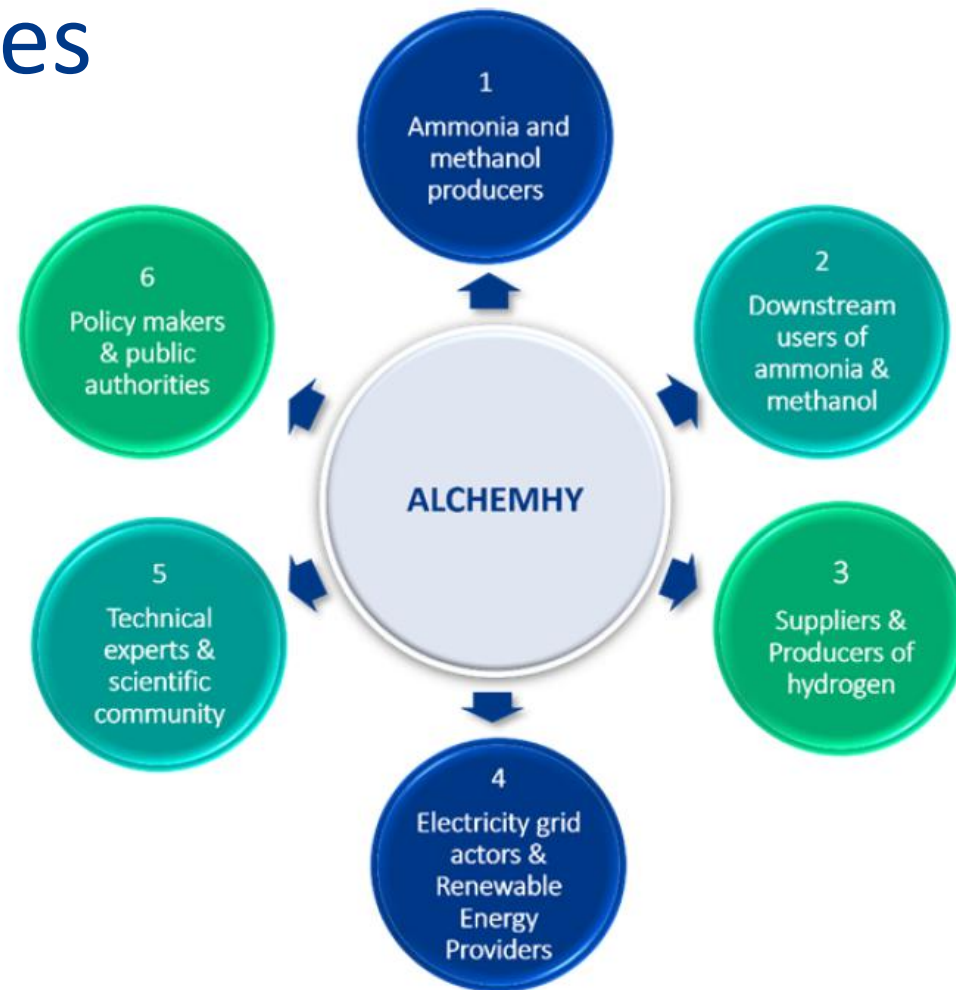 es
1
Ammonia and
methanol
producers
2
Downstream
users of
ammonia &
methanol
3
Suppliers &
Producers of
hydrogen
4
Electricity grid
actors &
Renewable
Energy
Providers
5
Technical
experts &
scientific
community
6
Policy makers
& public
authorities
ALCHEMHY